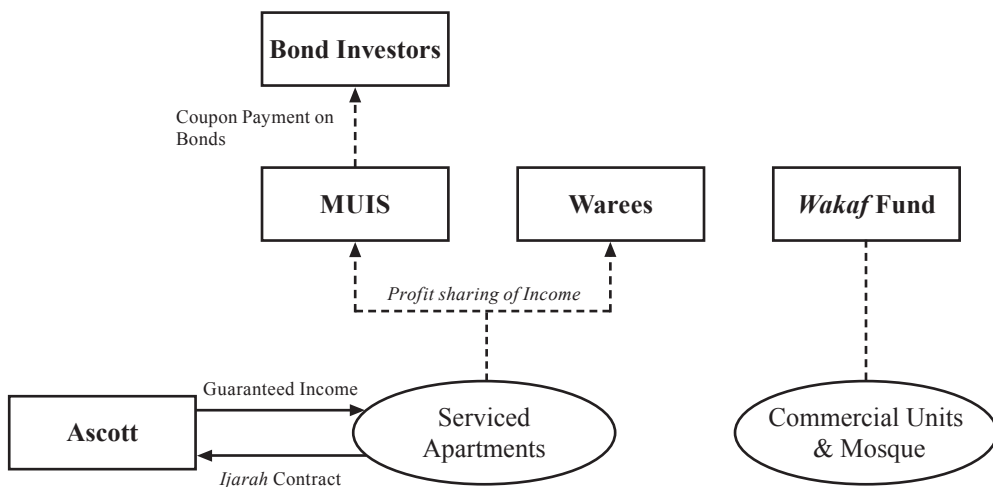 Bond Investors
Coupon Payment on
Bonds
MUIS
Warees
Wakaf Fund
Profit sharing of Income
Guaranteed Income
Ascott
Serviced
Apartments
Commercial Units
& Mosque
Ijarah Contract